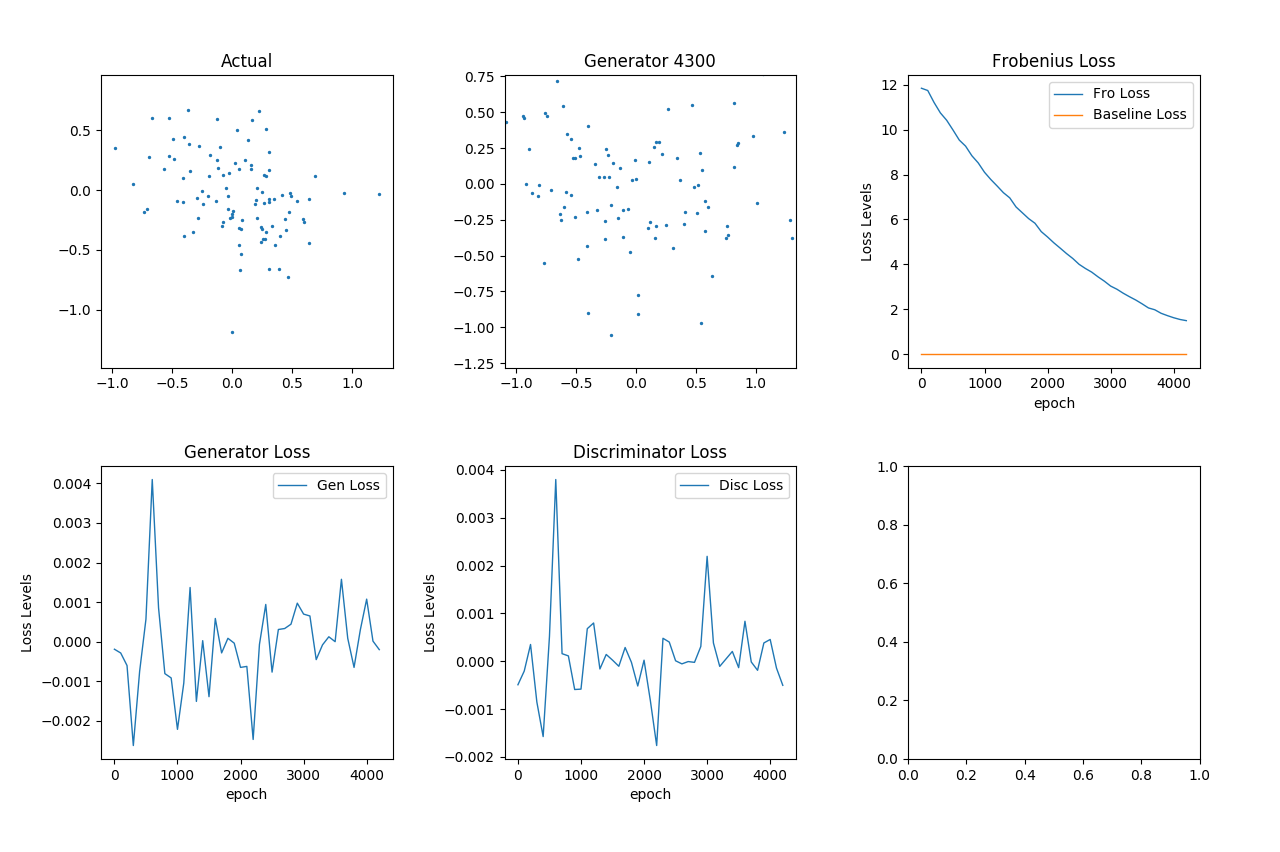 Actual
0.5
0.0
−0.5
−1.0
−1.0 −0.5 0.0 0.5 1.0
Generator 4300
0.75
0.50
0.25
0.00
−0.25
−0.50
−0.75
−1.00
−1.25
−1.0 −0.5 0.0 0.5 1.0
Frobenius Loss
Fro Loss
Baseline Loss
Loss Levels
12
10
8
6
4
2
0
0 1000 2000 3000 4000
epoch
Generator Loss
Gen Loss
Loss Levels
0.004
0.003
0.002
0.001
0.000
−0.001
−0.002
0 1000 2000 3000 4000
epoch
Discriminator Loss
Disc Loss
Loss Levels
0.004
0.003
0.002
0.001
0.000
−0.001
−0.002
0 1000 2000 3000 4000
epoch
1.0
0.8
0.6
0.4
0.2
0.0
0.0 0.2 0.4 0.6 0.8 1.0